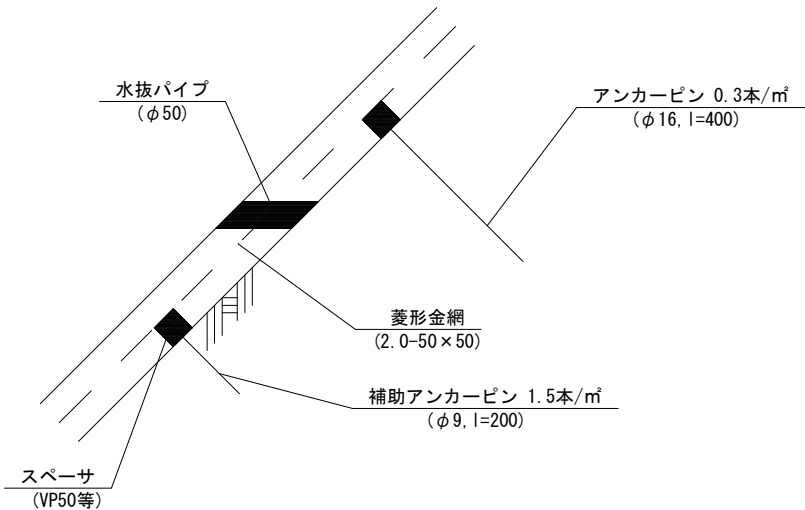 水抜パイプ
(φ50)
アンカーピン 0.3本/㎡
(φ16, l=400)
菱形金網
(2.0-50×50)
補助アンカーピン 1.5本/㎡
(φ9, l=200)
スペーサ
(VP50等)